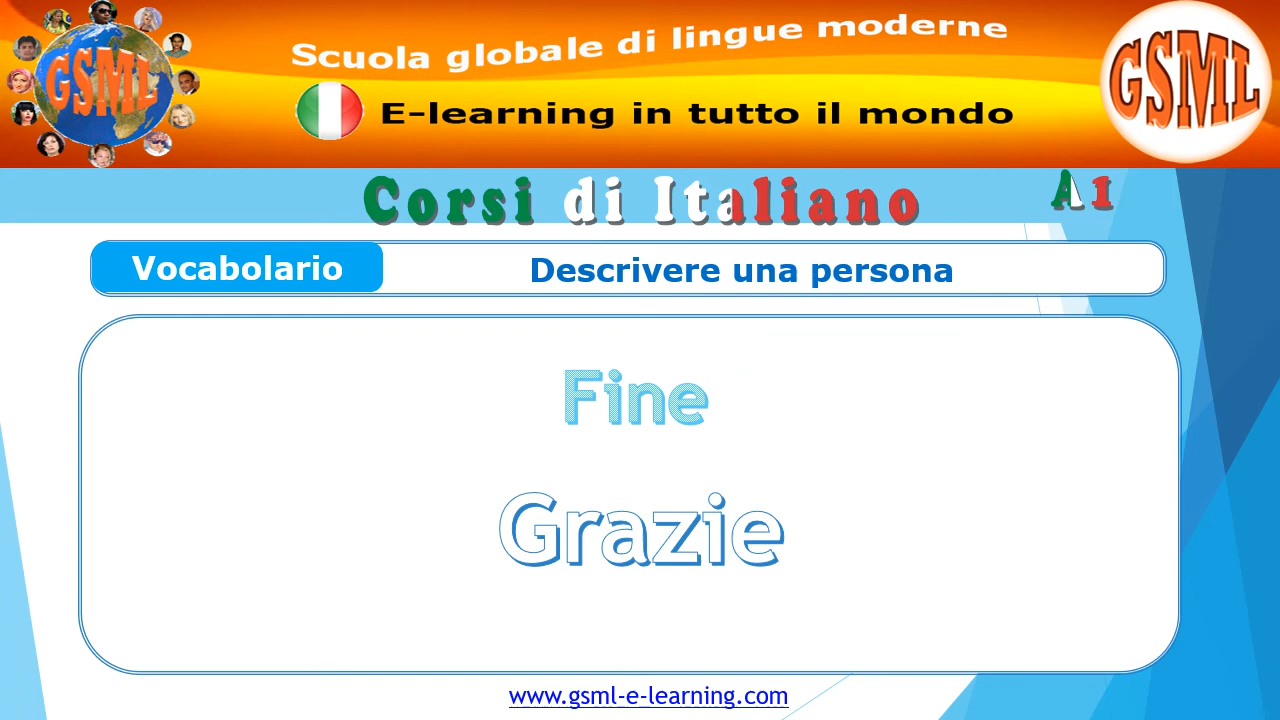 GSML
Scuola globale di lingue moderne
E-learning in tutto il mondo
GSML
Corsi di Italiano
A1
Vocabolario
Descrivere una persona
Fine
Grazie
www.gsml-e-learning.com